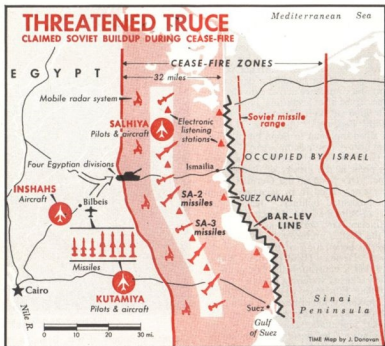 THREATENED TRUCE
CLAIMED SOVIET BUILDUP DURING CEASE-FIRE
Mediterranean Sea
EGYPT
CEASE-FIRE ZONES
32 miles
Mobile radar system
SALHIYA
Pilots & aircraft
Electronic
listening
stations
Soviet missile
range
Four Egyptian divisions
Ismailia
OCCUPIED BY ISRAEL
INSHAHS
Aircraft
Bilbeis
SA-2
missiles
SUEZ CANAL
SA-3
missiles
BAR-LEV
LINE
Missiles
Cairo
KUTAMIYA
Pilots & aircraft
Nile R.
0 10 20 30 mi.
Suez
Gulf
of Suez
Sinai
Peninsula
TIME Map by J. Donovan